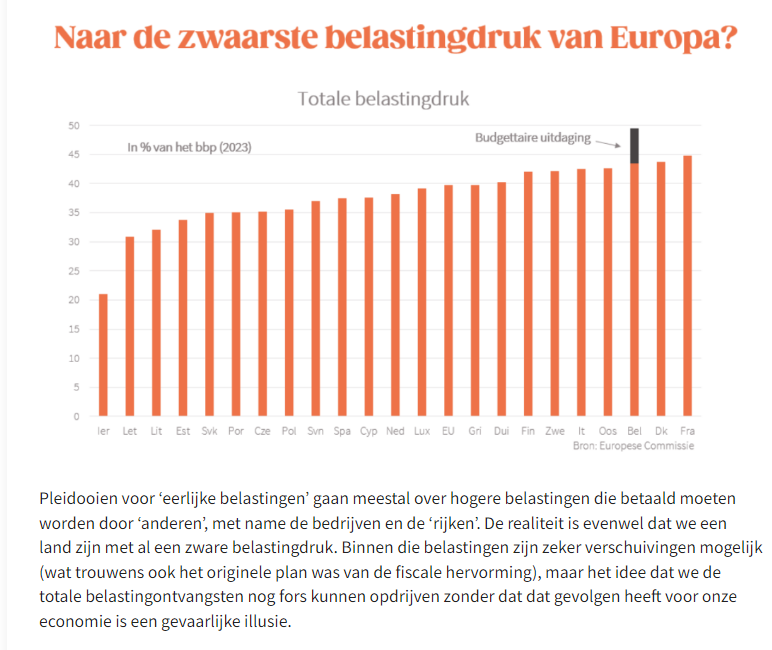 Naar de zwaarste belastingdruk van Europa?
Totale belastingdruk
In % van het bbp (2023)
Budgettaire uitdaging
50
45
40
35
30
25
20
15
10
5
0
Ier Let Lit Est Svk Por Cze Pol Svn Spa Cyp Ned Lux EU Gri Dui Fin Zwe It Oos Bel Dk Fra
Bron: Europese Commissie
Pleidooien voor ‘eerlijke belastingen’ gaan meestal over hogere belastingen die betaald moeten
worden door ‘anderen’, met name de bedrijven en de ‘rijken’. De realiteit is evenwel dat we een
land zijn met al een zware belastingdruk. Binnen die belastingen zijn zeker verschuivingen mogelijk
(wat trouwens ook het originele plan was van de fiscale hervorming), maar het idee dat we de
totale belastingontvangsten nog fors kunnen opdrijven zonder dat dat gevolgen heeft voor onze
economie is een gevaarlijke illusie.